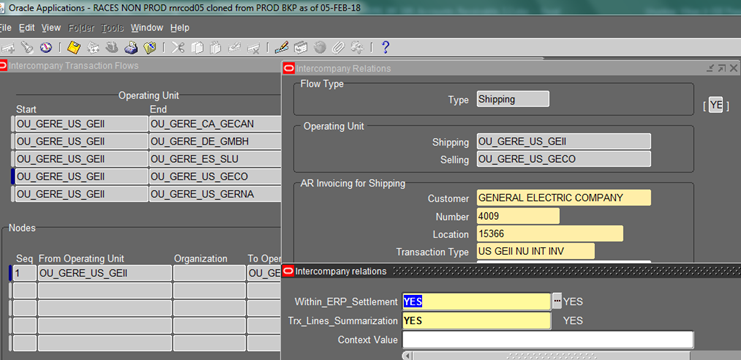 Oracle Applications - RACES NON PROD rnrcod05 cloned from PROD BKP as of 05-FEB-18
File Edit View Folder Tools Window Help
Intercompany Transaction Flows
Operating Unit
Start End
OU_GERE_US_GEII OU_GERE_CA_GECAN
OU_GERE_US_GEII OU_GERE_DE_GMBH
OU_GERE_US_GEII OU_GERE_ES_SLU
OU_GERE_US_GEII OU_GERE_US_GECO
OU_GERE_US_GEII OU_GERE_US_GERNA
Nodes
Seq From Operating Unit Organization To Oper
1 OU_GERE_US_GEII OU_GE
Intercompany Relations
Flow Type
Type Shipping
[ YE ]
Operating Unit
Shipping OU_GERE_US_GEII
Selling OU_GERE_US_GECO
AR Invoicing for Shipping
Customer GENERAL ELECTRIC COMPANY
Number 4009
Location 15366
Transaction Type US GEII NU INT INV
Intercompany relations
Within_ERP_Settlement YES ... YES
Trx_Lines_Summarization YES YES
Context Value